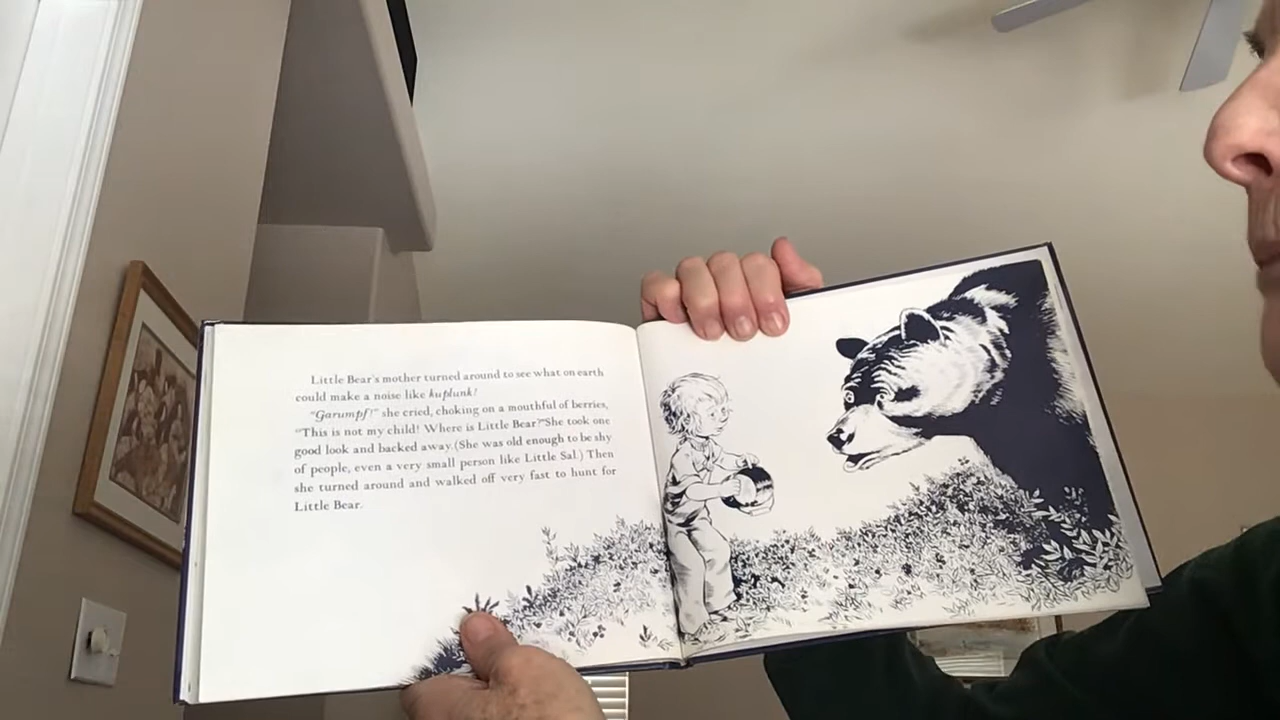 Little Bear's mother turned around to see what on earth
could make a noise like kuplunk!
"Garumpf!" she cried, choking on a mouthful of berries,
"This is not my child! Where is Little Bear?" She took one
good look and backed away. (She was old enough to be shy
of people, even a very small person like Little Sal.) Then
she turned around and walked off very fast to hunt for
Little Bear.